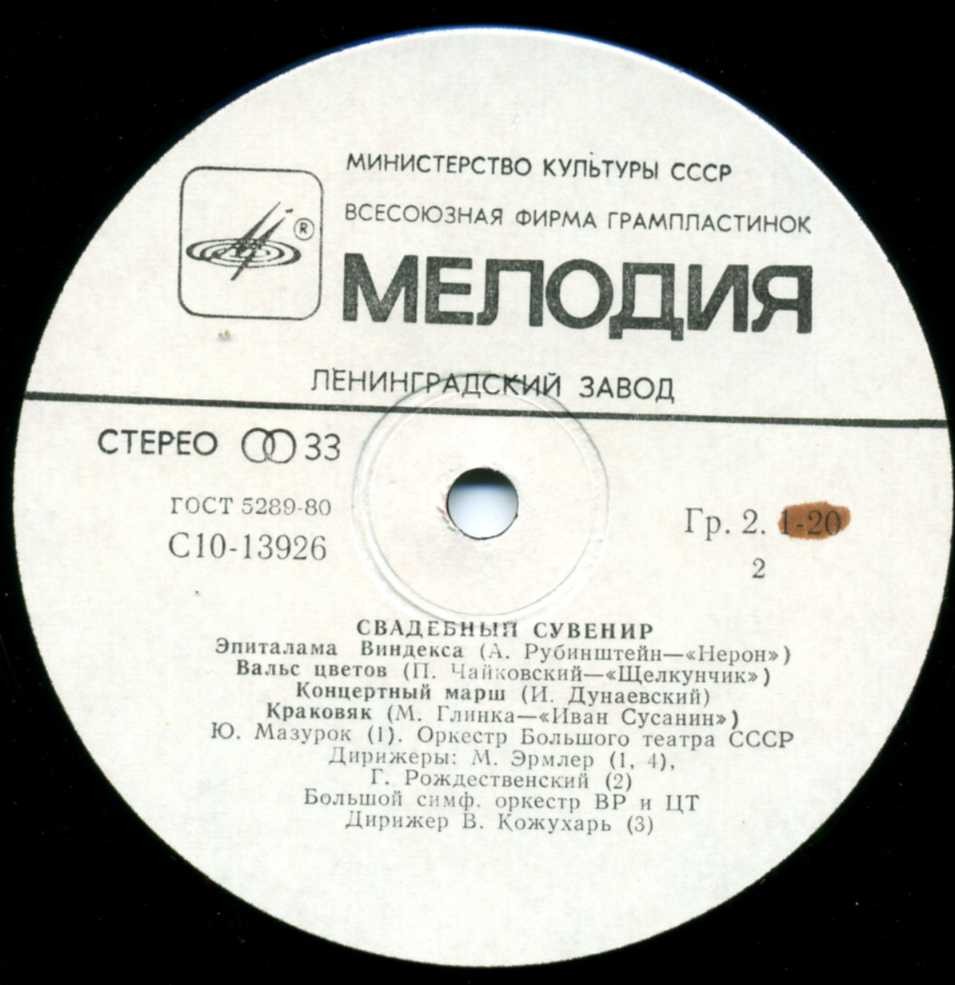 МИНИСТЕРСТВО КУЛЬТУРЫ СССР
ВСЕСОЮЗНАЯ ФИРМА ГРАМПЛАСТИНОК
®
МЕЛОДИЯ
ЛЕНИНГРАДСКИЙ ЗАВОД
СТЕРЕО 33
ГОСТ 5289-80
С10-13926
Гр. 2. 1-20
2
СВАДЕБНЫЙ СУВЕНИР
Эпиталама Виндекса (А. Рубинштейн—«Нерон»)
Вальс цветов (П. Чайковский—«Щелкунчик»)
Концертный марш (И. Дунаевский)
Краковяк (М. Глинка—«Иван Сусанин»)
Ю. Мазурок (1). Оркестр Большого театра СССР
Дирижеры: М. Эрмлер (1, 4),
Г. Рождественский (2)
Большой симф. оркестр ВР и ЦТ
Дирижер В. Кожухарь (3)